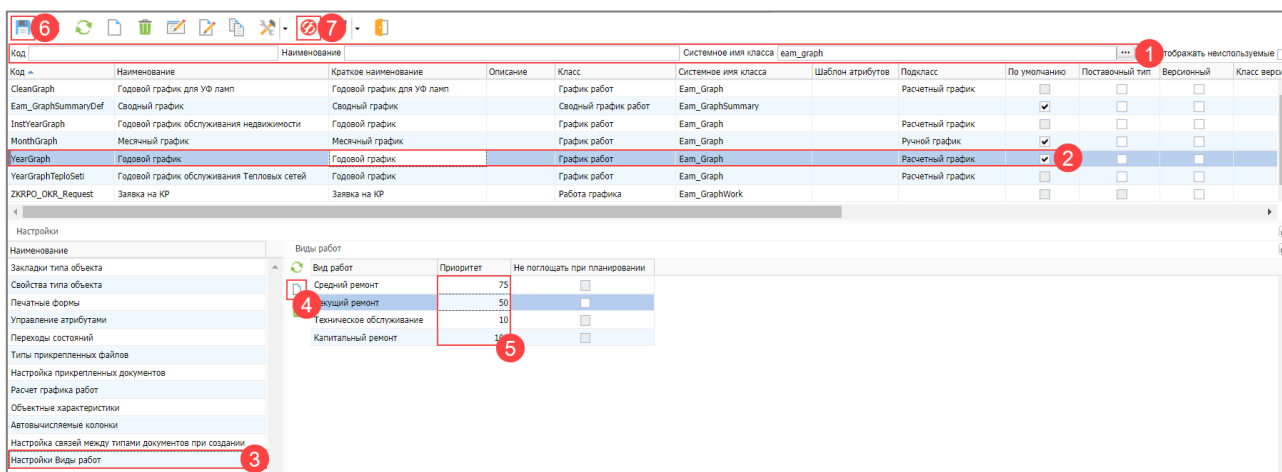 6 7
Код Наименование Системное имя класса eam_graph ... 1 тображать неиспользуемые
Код Наименование Краткое наименование Описание Класс Системное имя класса Шаблон атрибутов Подкласс По умолчанию Поставочный тип Версионный Класс верс
CleanGraph Годовой график для УФ ламп Годовой график для УФ ламп График работ Eam_Graph Расчетный график
Eam_GraphSummaryDef Сводный график Сводный график Сводный график работ Eam_GraphSummary
InstYearGraph Годовой график обслуживания недвижимости Годовой график График работ Eam_Graph Расчетный график
MonthGraph Месячный график Месячный график График работ Eam_Graph Ручной график
YearGraph Годовой график Годовой график График работ Eam_Graph Расчетный график 2
YearGraphTeploSeti Годовой график обслуживания Тепловых сетей Годовой график График работ Eam_Graph Расчетный график
ZKRPO_OKR_Request Заявка на КР Заявка на КР Работа графика Eam_GraphWork
Настройки
Наименование
Закладки типа объекта
Свойства типа объекта
Печатные формы
Управление атрибутами
Переходы состояний
Типы прикрепленных файлов
Настройка прикрепленных документов
Расчет графика работ
Объектные характеристики
Автовычисляемые колонки
Настройка связей между типами документов при создании
Настройки Виды работ 3
Виды работ
Вид работ Приоритет Не поглощать при планировании
Средний ремонт 75
4 екущий ремонт 50
Техническое обслуживание 10
Капитальный ремонт 5